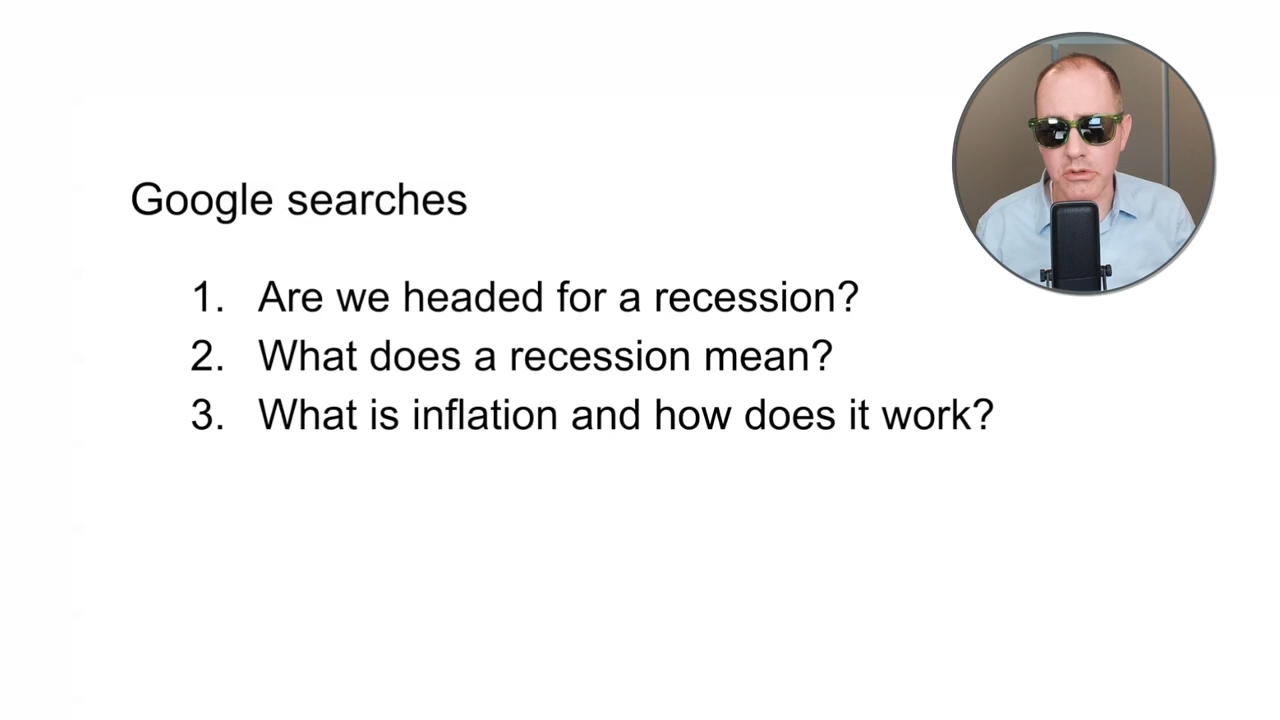 Google searches
1. Are we headed for a recession?
2. What does a recession mean?
3. What is inflation and how does it work?